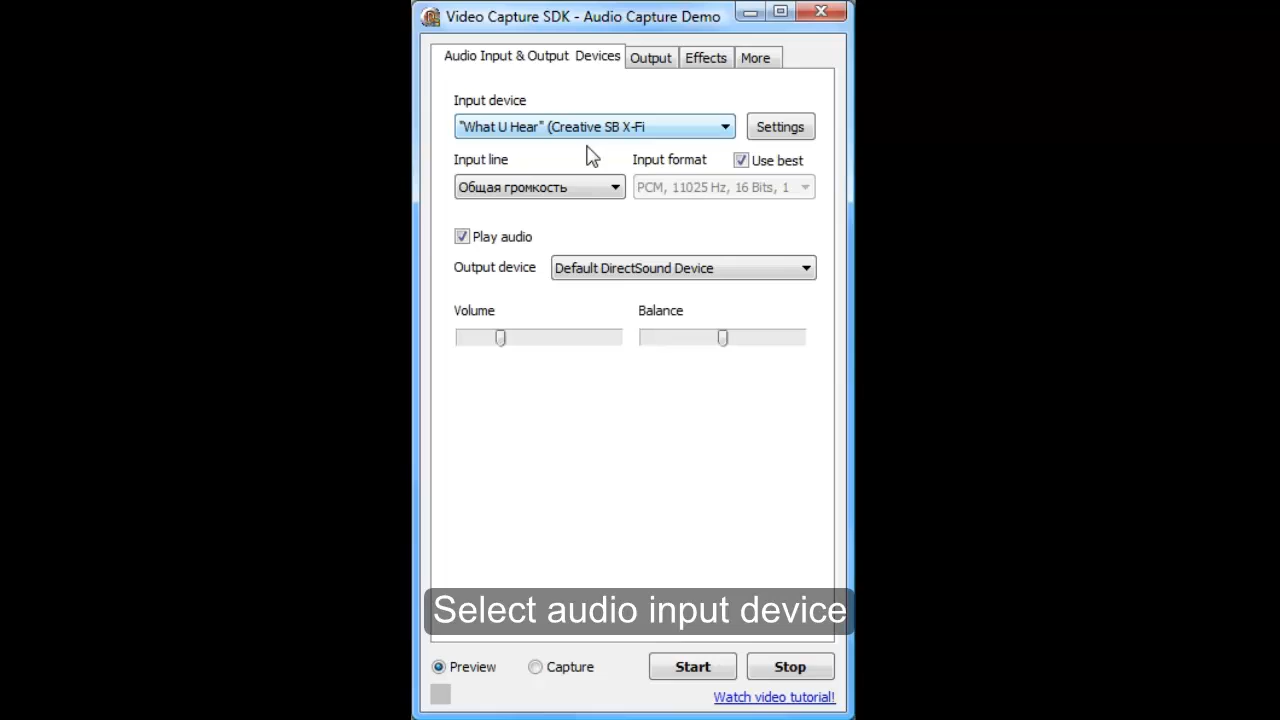 Video Capture SDK - Audio Capture Demo
Audio Input & Output Devices Output Effects More
Input device
"What U Hear" (Creative SB X-Fi Settings
Input line Input format Use best
Общая громкость PCM, 11025 Hz, 16 Bits, 1
Play audio
Output device Default DirectSound Device
Volume Balance
Select audio input device
Preview Capture Start Stop
Watch video tutorial!